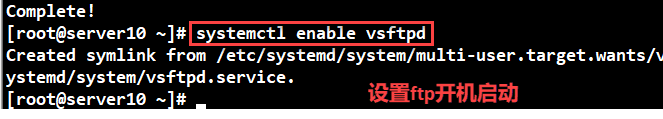 Complete!
[root@server10 ~]# systemctl enable vsftpd
Created symlink from /etc/systemd/system/multi-user.target.wants/v
ystemd/system/vsftpd.service.
[root@server10 ~]#
设置ftp开机启动